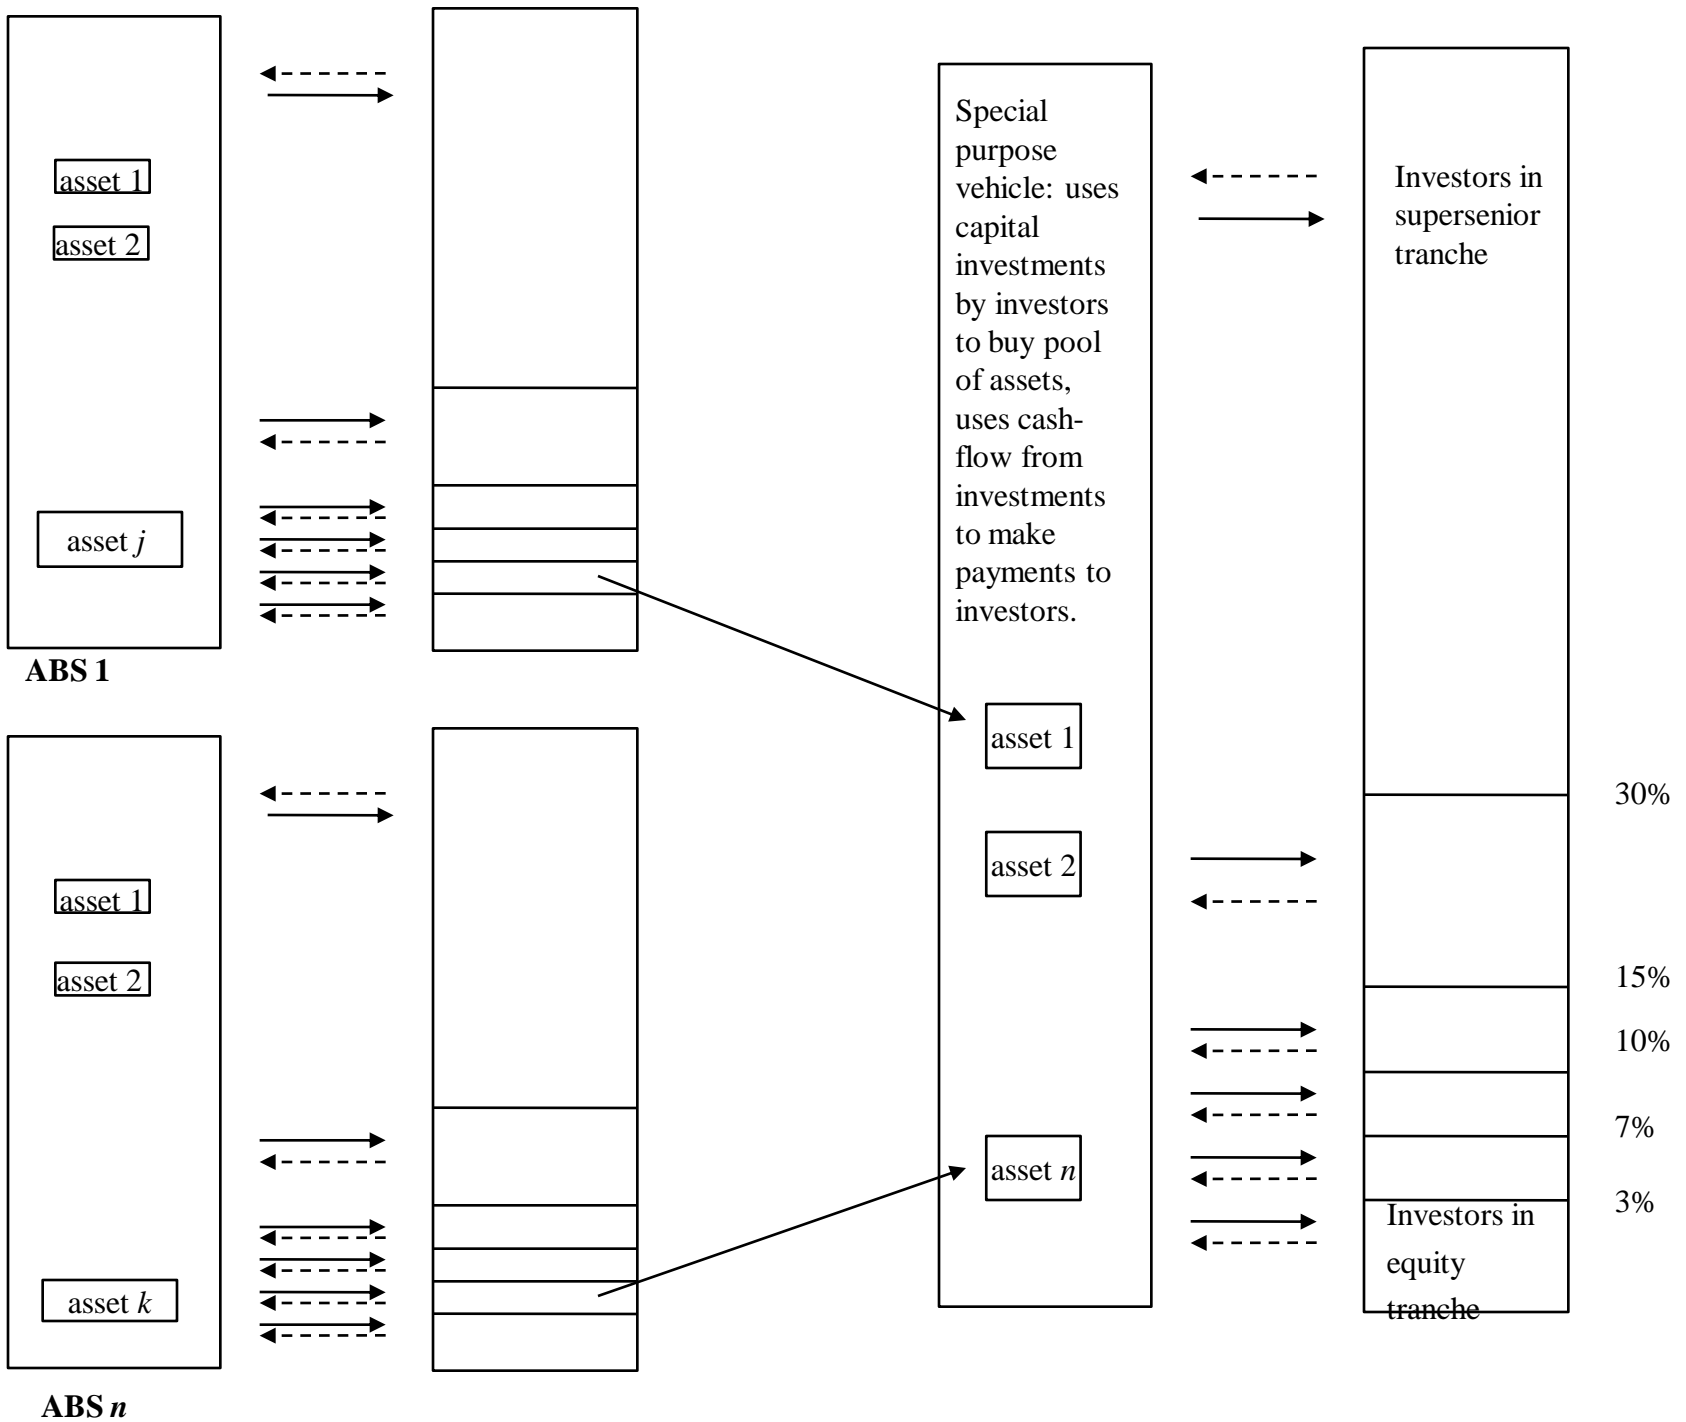 asset 1
asset 2
asset j
ABS 1
asset 1
asset 2
asset k
ABS n
Special
purpose
vehicle: uses
capital
investments
by investors
to buy pool
of assets,
uses cash-
flow from
investments
to make
payments to
investors.
asset 1
asset 2
asset n
Investors in
supersenior
tranche
30%
15%
10%
7%
3%
Investors in
equity
tranche